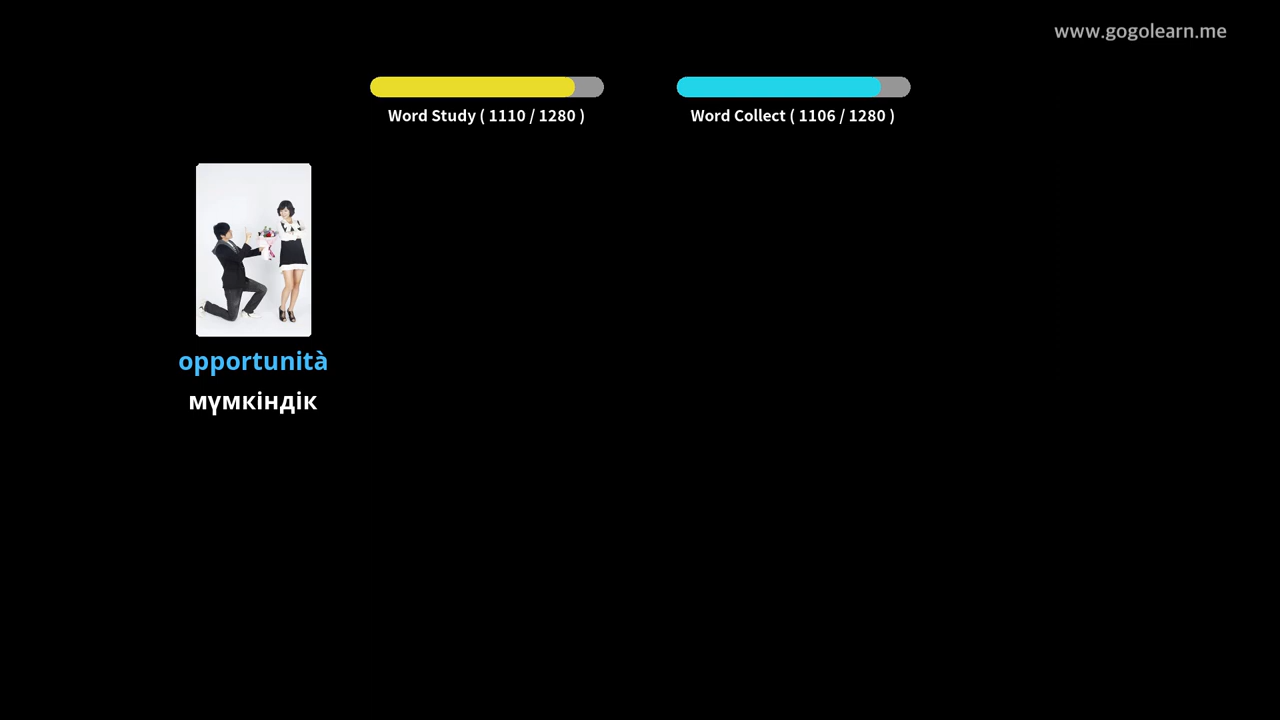 www.gogolearn.me
Word Study ( 1110 / 1280 )
Word Collect ( 1106 / 1280 )
opportunità
мүмкіндік